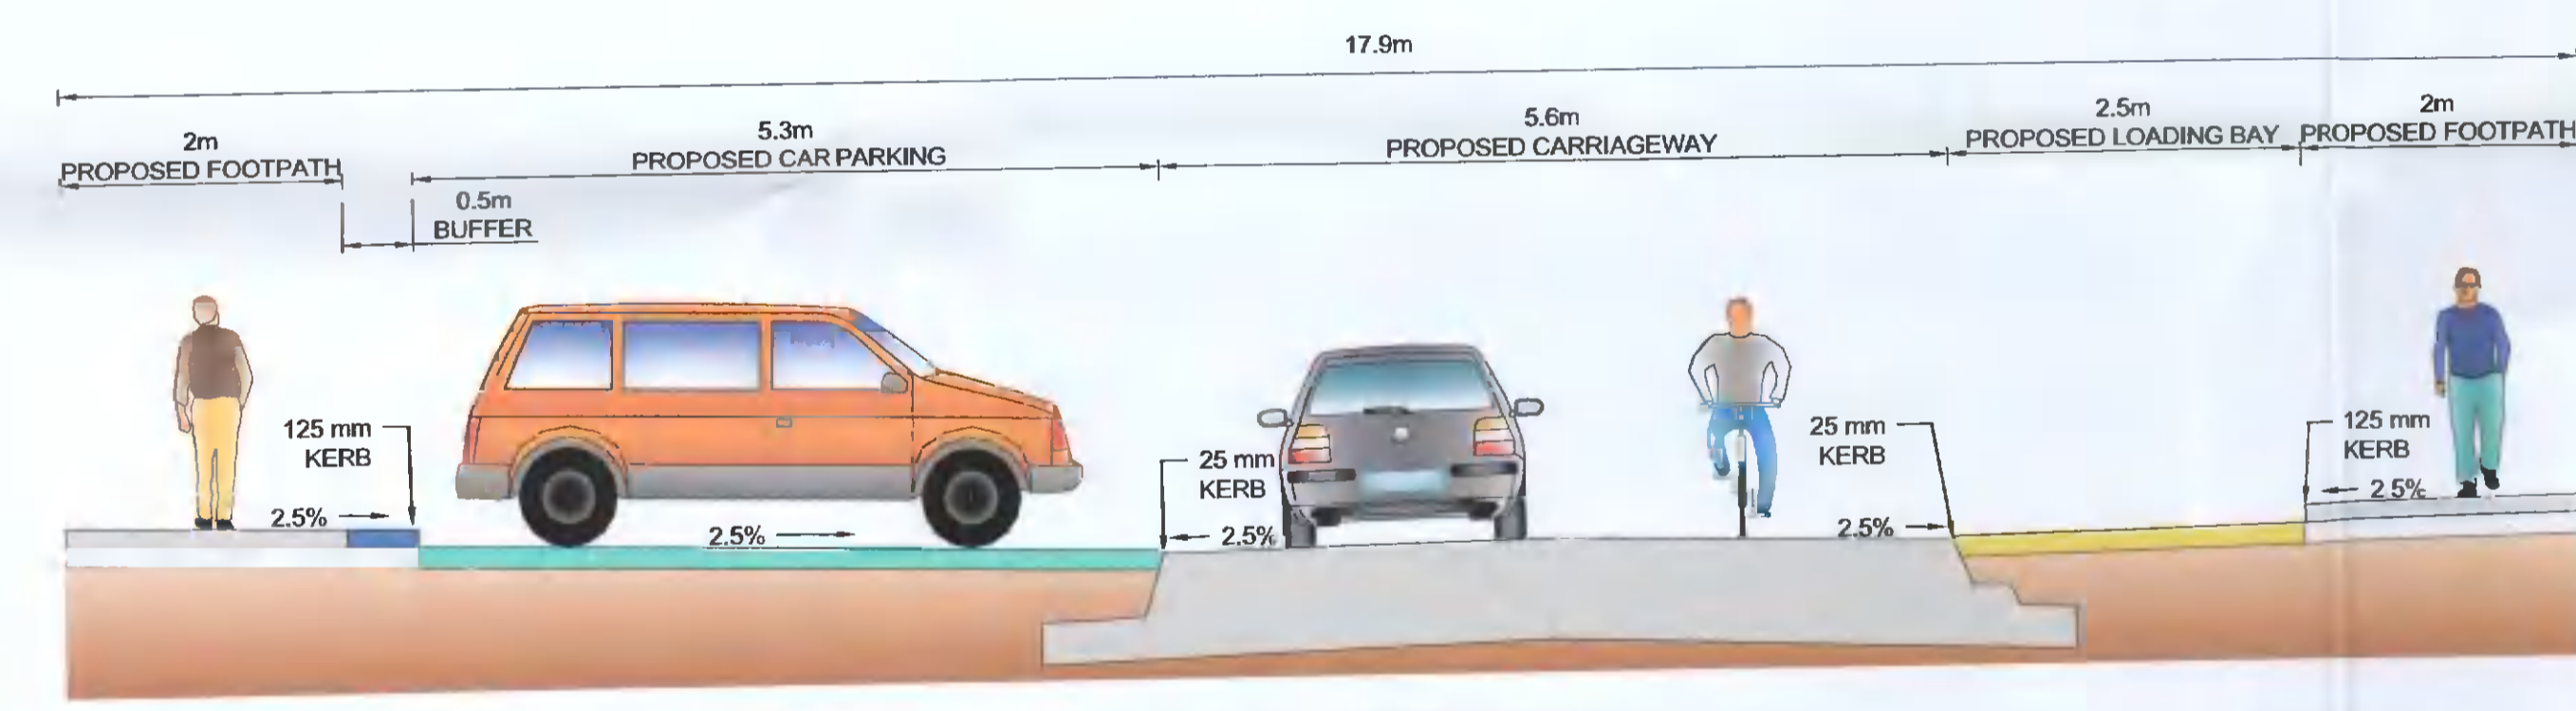 17.9m
2m
PROPOSED FOOTPATH
5.3m
PROPOSED CAR PARKING
5.6m
PROPOSED CARRIAGEWAY
2.5m
PROPOSED LOADING BAY
2m
PROPOSED FOOTPATH
0.5m
BUFFER
125 mm
KERB
2.5%
2.5%
25 mm
KERB
2.5%
25 mm
KERB
2.5%
125 mm
KERB
2 5%